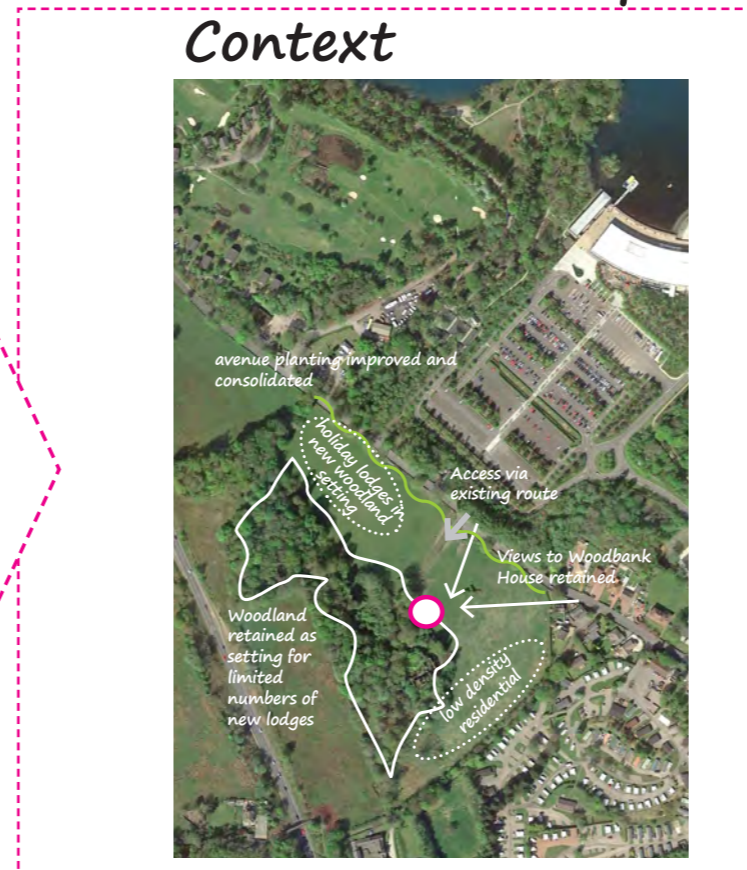 Context
avenue planting improved and
consolidated
holiday lodges in
new woodland
setting
Access via
existing route
Views to Woodbank
House retained
Woodland
retained as
setting for
limited
numbers of
new lodges
low density
residential